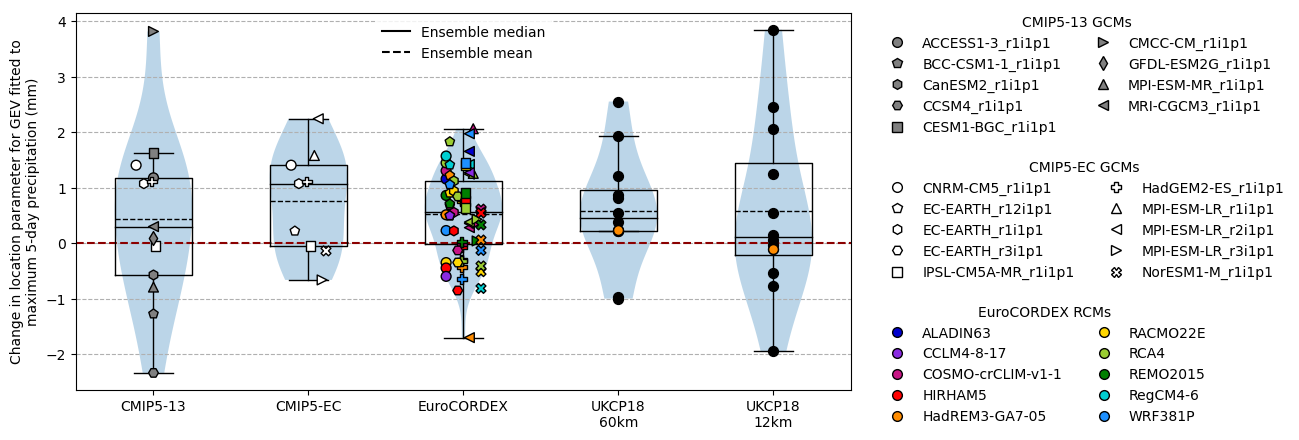 Change in location parameter for GEV fitted to
maximum 5-day precipitation (mm)
4
3
2
1
0
−1
−2
Ensemble median
Ensemble mean
CMIP5-13
CMIP5-EC
EuroCORDEX
UKCP18
60km
UKCP18
12km
CMIP5-13 GCMs
ACCESS1-3_r1i1p1
BCC-CSM1-1_r1i1p1
CanESM2_r1i1p1
CCSM4_r1i1p1
CESM1-BGC_r1i1p1
CMCC-CM_r1i1p1
GFDL-ESM2G_r1i1p1
MPI-ESM-MR_r1i1p1
MRI-CGCM3_r1i1p1
CMIP5-EC GCMs
CNRM-CM5_r1i1p1
EC-EARTH_r12i1p1
EC-EARTH_r1i1p1
EC-EARTH_r3i1p1
IPSL-CM5A-MR_r1i1p1
HadGEM2-ES_r1i1p1
MPI-ESM-LR_r1i1p1
MPI-ESM-LR_r2i1p1
MPI-ESM-LR_r3i1p1
NorESM1-M_r1i1p1
EuroCORDEX RCMs
ALADIN63
CCLM4-8-17
COSMO-crCLIM-v1-1
HIRHAM5
HadREM3-GA7-05
RACMO22E
RCA4
REMO2015
RegCM4-6
WRF381P